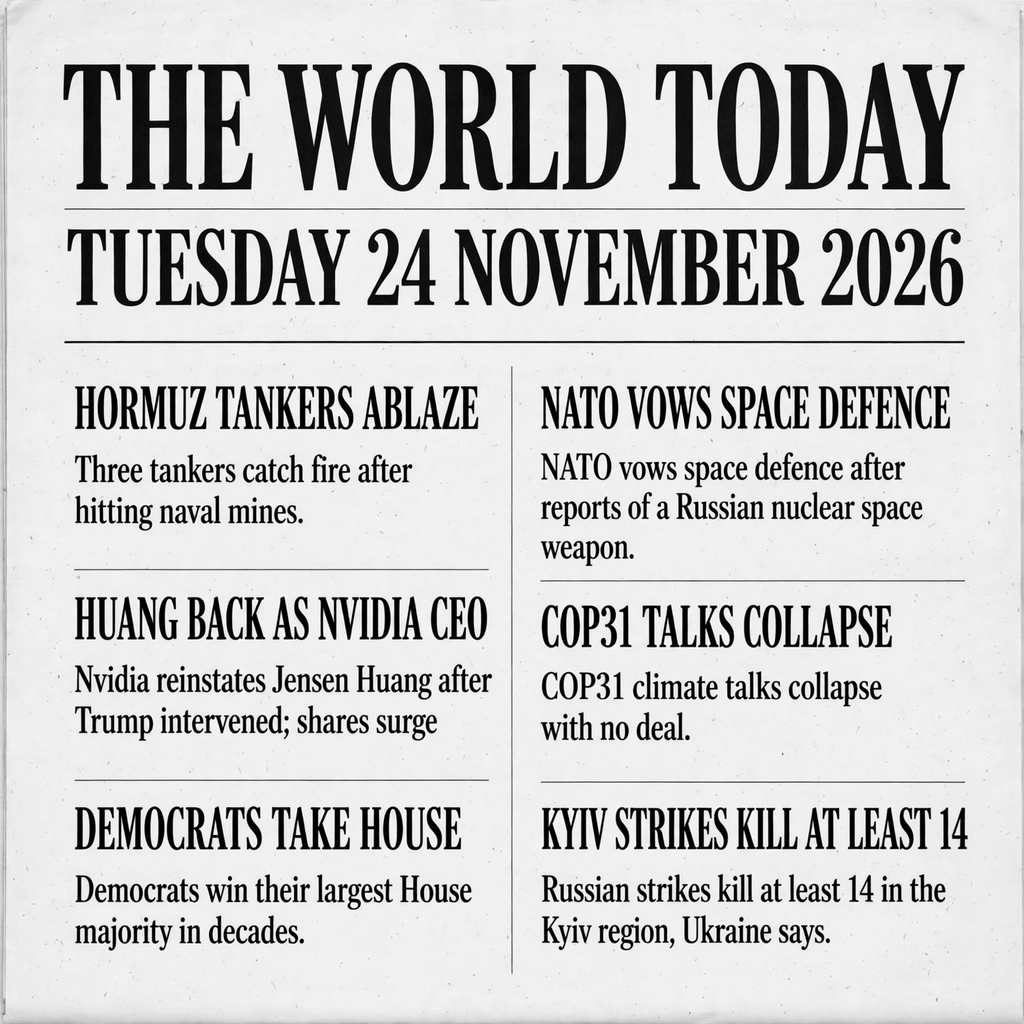 THE WORLD TODAY
TUESDAY 24 NOVEMBER 2026
HORMUZ TANKERS ABLAZE
Three tankers catch fire after
hitting naval mines.
HUANG BACK AS NVIDIA CEO
Nvidia reinstates Jensen Huang after
Trump intervened; shares surge
DEMOCRATS TAKE HOUSE
Democrats win their largest House
majority in decades.
NATO VOWS SPACE DEFENCE
NATO vows space defence after
reports of a Russian nuclear space
weapon.
COP31 TALKS COLLAPSE
COP31 climate talks collapse
with no deal.
KYIV STRIKES KILL AT LEAST 14
Russian strikes kill at least 14 in the
Kyiv region, Ukraine says.